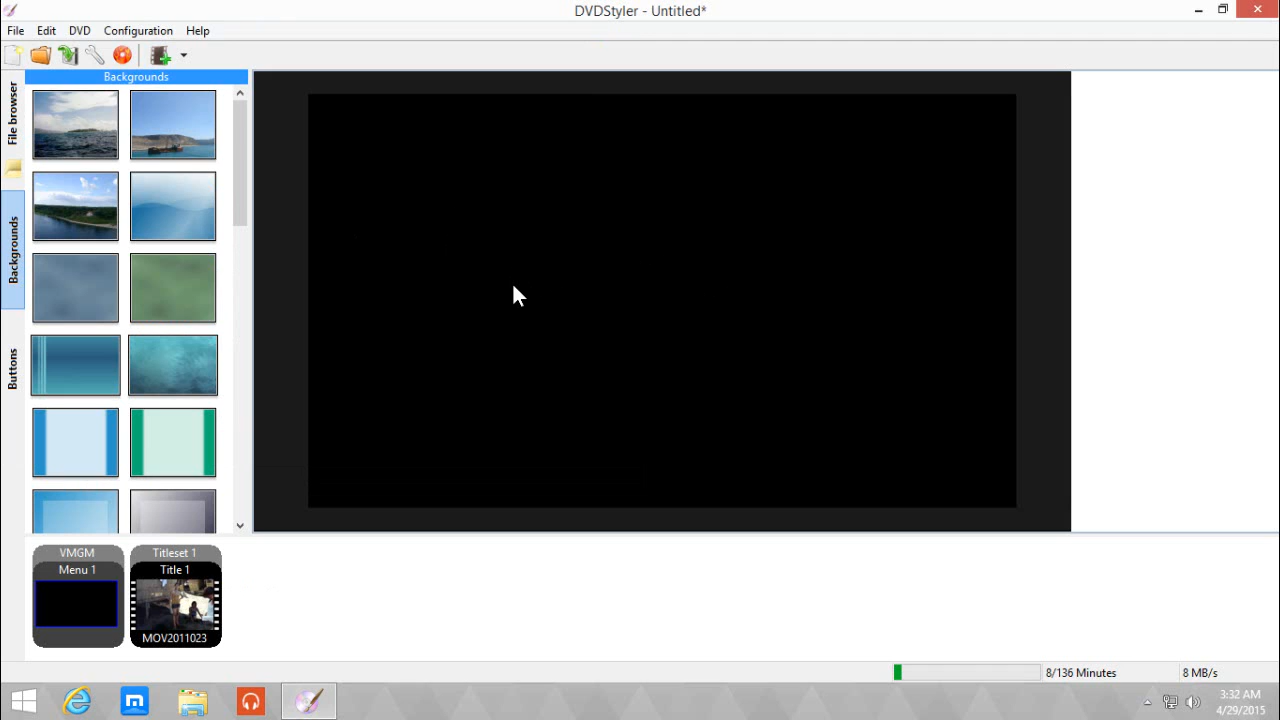 DVDStyler - Untitled*
File Edit DVD Configuration Help
Backgrounds
File browser
Backgrounds
Buttons
VMGM
Menu 1
Titleset 1
Title 1
MOV2011023
8/136 Minutes
8 MB/s
3:32 AM
4/29/2015